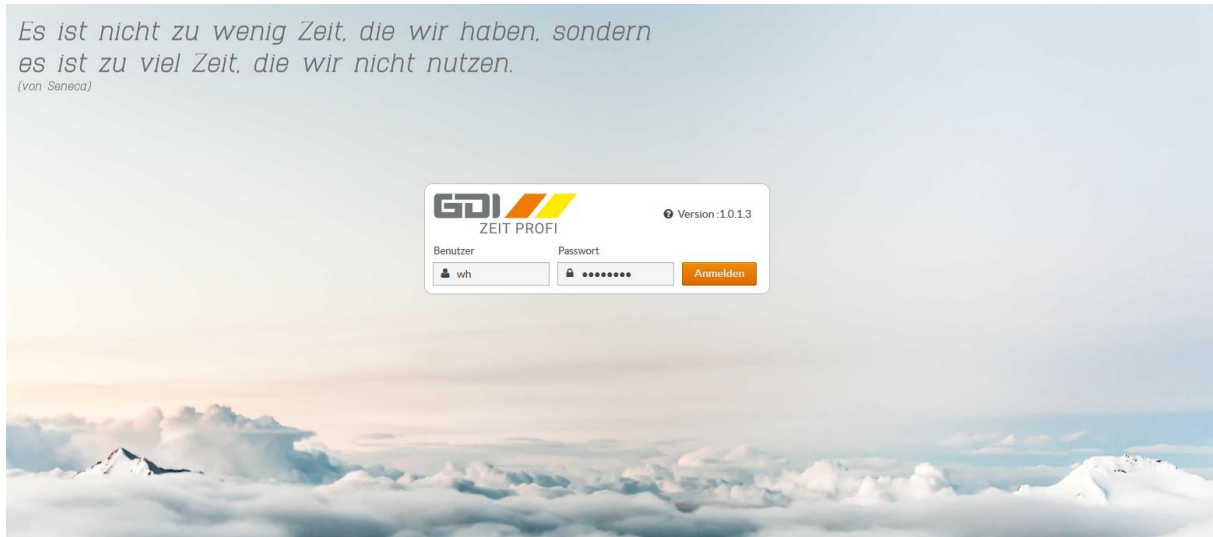 Es ist nicht zu wenig Zeit, die wir haben, sondern
es ist zu viel Zeit, die wir nicht nutzen.
(von Seneca)
GDI
ZEIT PROFI
Version :1.0.1.3
Benutzer Passwort
wh ●●●●●●●● Anmelden